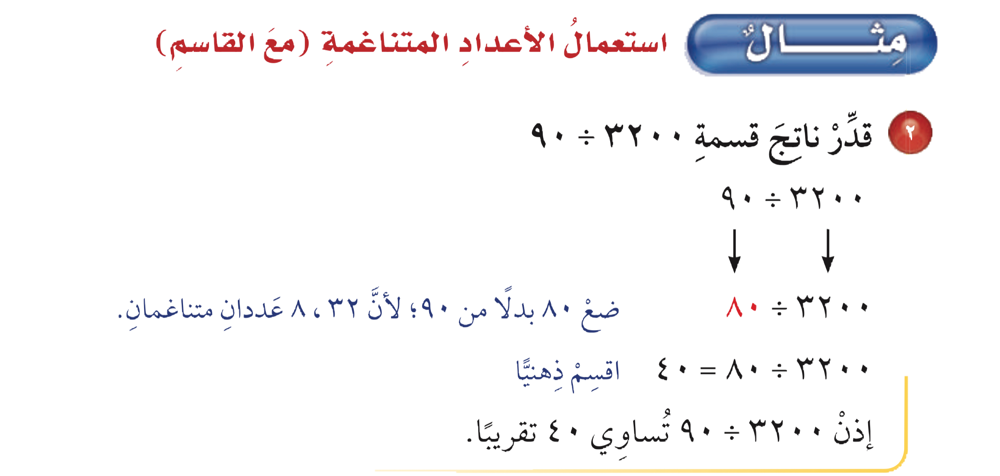 مِثالٌ استعمالُ الأعدادِ المتناغمةِ (معَ القاسمِ)
٢ قدِّرْ ناتجَ قسمةِ ٣٢٠٠ ÷ ٩٠
٣٢٠٠ ÷ ٩٠
٣٢٠٠ ÷ ٨٠ ضعْ ٨٠ بدلًا من ٩٠؛ لأنَّ ٣٢ ، ٨ عَددانِ متناغمانِ.
٣٢٠٠ ÷ ٨٠ = ٤٠ اقسِمْ ذِهنيًّا
إذنْ ٣٢٠٠ ÷ ٩٠ تُساوِي ٤٠ تقريبًا.